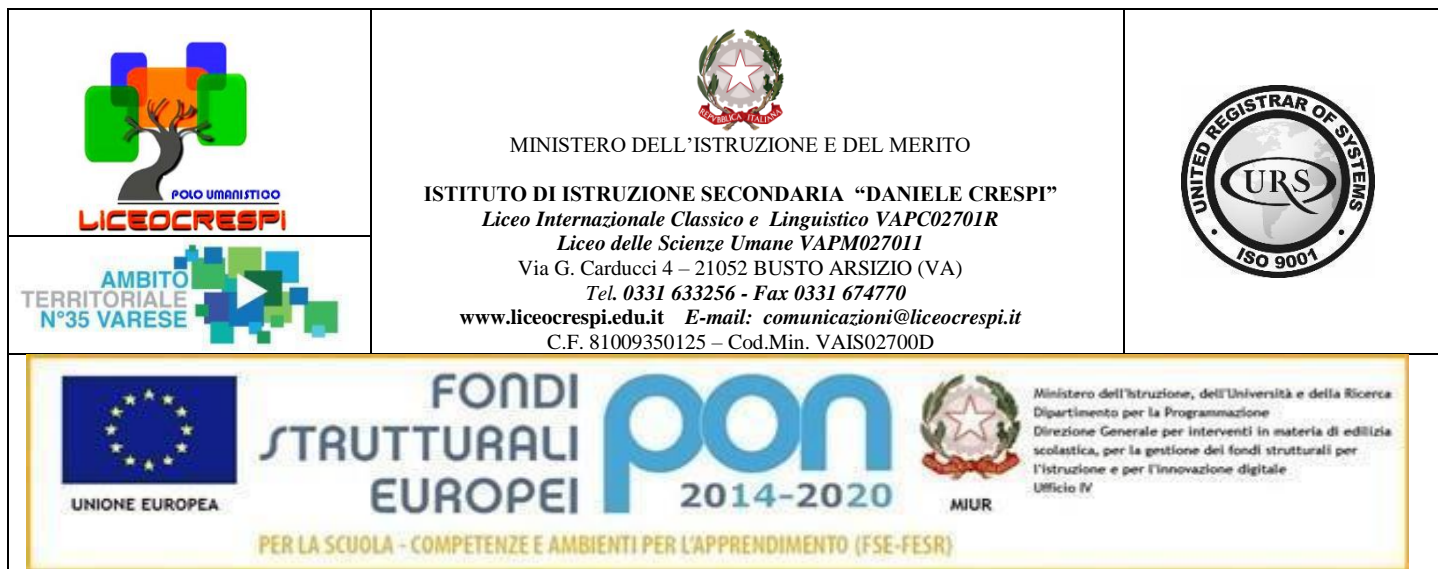 POLO UMANISTICO
LICEOCRESPI
AMBITO
TERRITORIALE
N°35 VARESE
REPVBBLICA ITALIANA
MINISTERO DELL’ISTRUZIONE E DEL MERITO
ISTITUTO DI ISTRUZIONE SECONDARIA “DANIELE CRESPI”
Liceo Internazionale Classico e Linguistico VAPC02701R
Liceo delle Scienze Umane VAPM027011
Via G. Carducci 4 – 21052 BUSTO ARSIZIO (VA)
Tel. 0331 633256 - Fax 0331 674770
www.liceocrespi.edu.it E-mail: comunicazioni@liceocrespi.it
C.F. 81009350125 – Cod.Min. VAIS02700D
UNITED REGISTRAR OF SYSTEMS
URS
ISO 9001
UNIONE EUROPEA
FONDI
STRUTTURALI
EUROPEI
pon
2014-2020
MIUR
Ministero dell'Istruzione, dell'Università e della Ricerca
Dipartimento per la Programmazione
Direzione Generale per interventi in materia di edilizia
scolastica, per la gestione dei fondi strutturali per
l'istruzione e per l'innovazione digitale
Ufficio IV
PER LA SCUOLA - COMPETENZE E AMBIENTI PER L'APPRENDIMENTO (FSE-FESR)